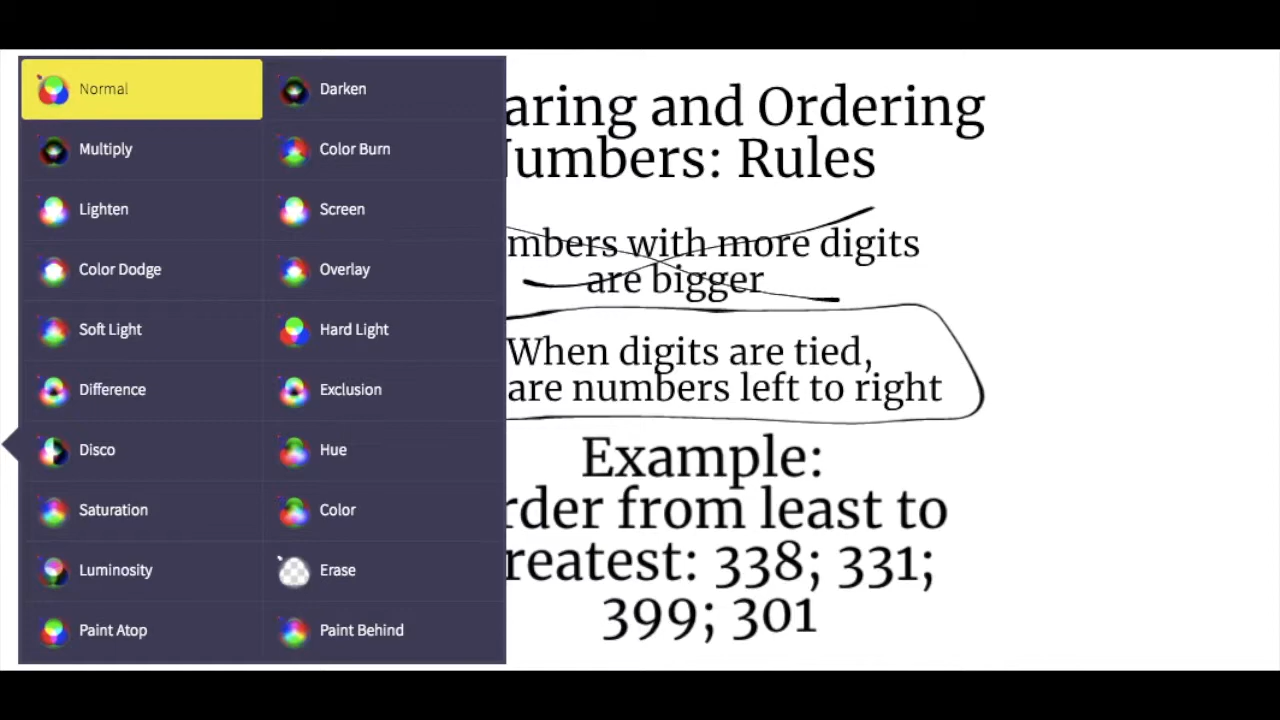 Normal
Darken
Multiply
Color Burn
Lighten
Screen
Color Dodge
Overlay
Soft Light
Hard Light
Difference
Exclusion
Disco
Hue
Saturation
Color
Luminosity
Erase
Paint Atop
Paint Behind
aring and Ordering
umbers: Rules
mbers with more digits
are bigger
When digits are tied,
are numbers left to right
Example:
rder from least to
reatest: 338; 331;
399; 301